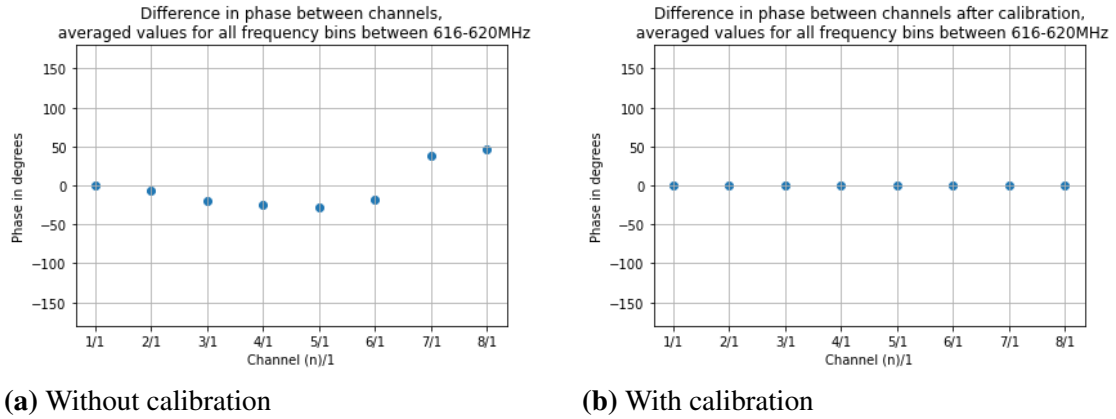 Difference in phase between channels,
averaged values for all frequency bins between 616-620MHz
150
100
50
0
−50
−100
−150
Phase in degrees
1/1 2/1 3/1 4/1 5/1 6/1 7/1 8/1
Channel (n)/1
(a) Without calibration
Difference in phase between channels after calibration,
averaged values for all frequency bins between 616-620MHz
150
100
50
0
−50
−100
−150
Phase in degrees
1/1 2/1 3/1 4/1 5/1 6/1 7/1 8/1
Channel (n)/1
(b) With calibration